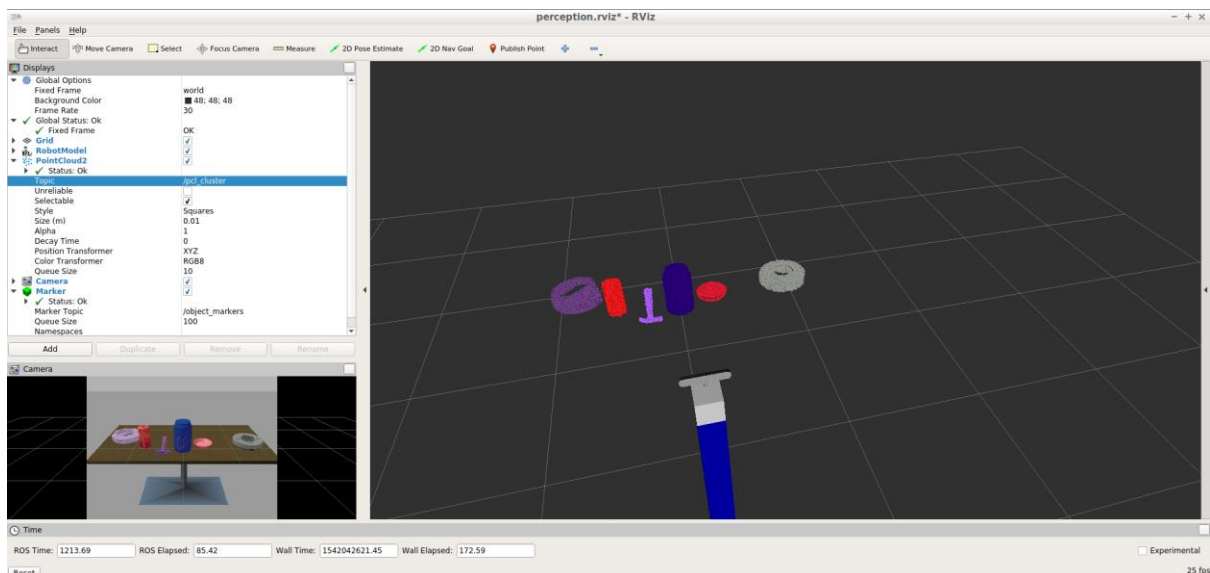 perception.rviz* - RViz
File Panels Help
Interact Move Camera Select Focus Camera Measure 2D Pose Estimate 2D Nav Goal Publish Point
Displays
Global Options
Fixed Frame world
Background Color 48; 48; 48
Frame Rate 30
Global Status: Ok
Fixed Frame OK
Grid
RobotModel
PointCloud2
Status: Ok
Topic /pcl_cluster
Unreliable
Selectable
Style Squares
Size (m) 0.01
Alpha 1
Decay Time 0
Position Transformer XYZ
Color Transformer RGB8
Queue Size 10
Camera
Marker
Status: Ok
Marker Topic /object_markers
Queue Size 100
Namespaces
Add Duplicate Remove Rename
Camera
Time
ROS Time: 1213.69 ROS Elapsed: 85.42 Wall Time: 1542042621.45 Wall Elapsed: 172.59 Experimental
Reset 25 fps